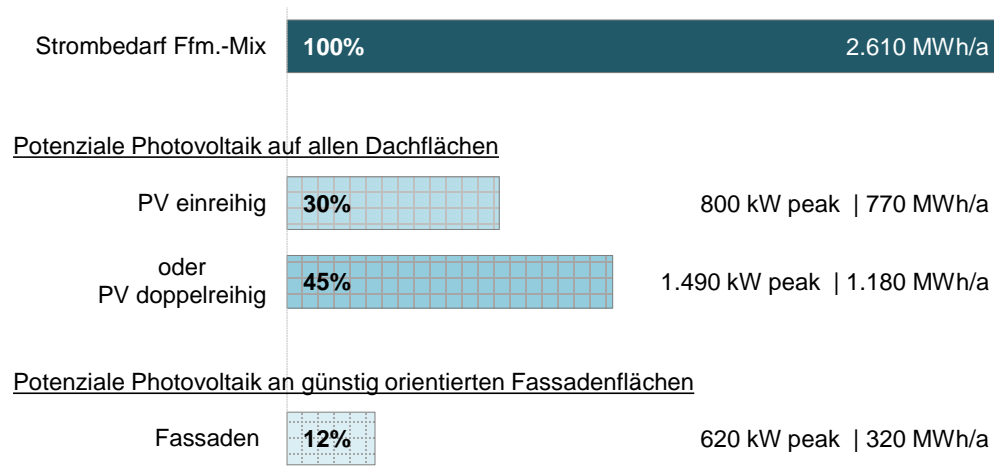 Strombedarf Ffm.-Mix 100% 2.610 MWh/a
Potenziale Photovoltaik auf allen Dachflächen
PV einreihig 30% 800 kW peak | 770 MWh/a
oder
PV doppelreihig 45% 1.490 kW peak | 1.180 MWh/a
Potenziale Photovoltaik an günstig orientierten Fassadenflächen
Fassaden 12% 620 kW peak | 320 MWh/a